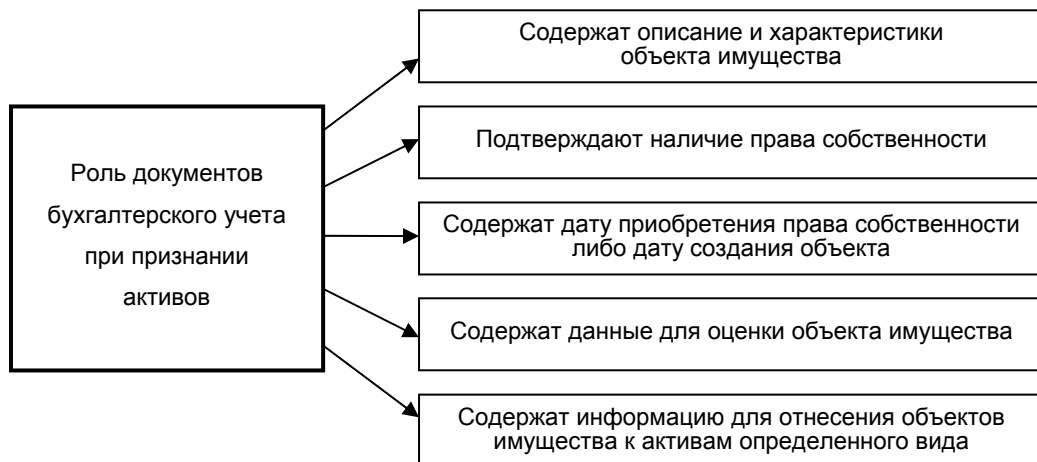 Роль документов
бухгалтерского учета
при признании
активов
Содержат описание и характеристики
объекта имущества
Подтверждают наличие права собственности
Содержат дату приобретения права собственности
либо дату создания объекта
Содержат данные для оценки объекта имущества
Содержат информацию для отнесения объектов
имущества к активам определенного вида